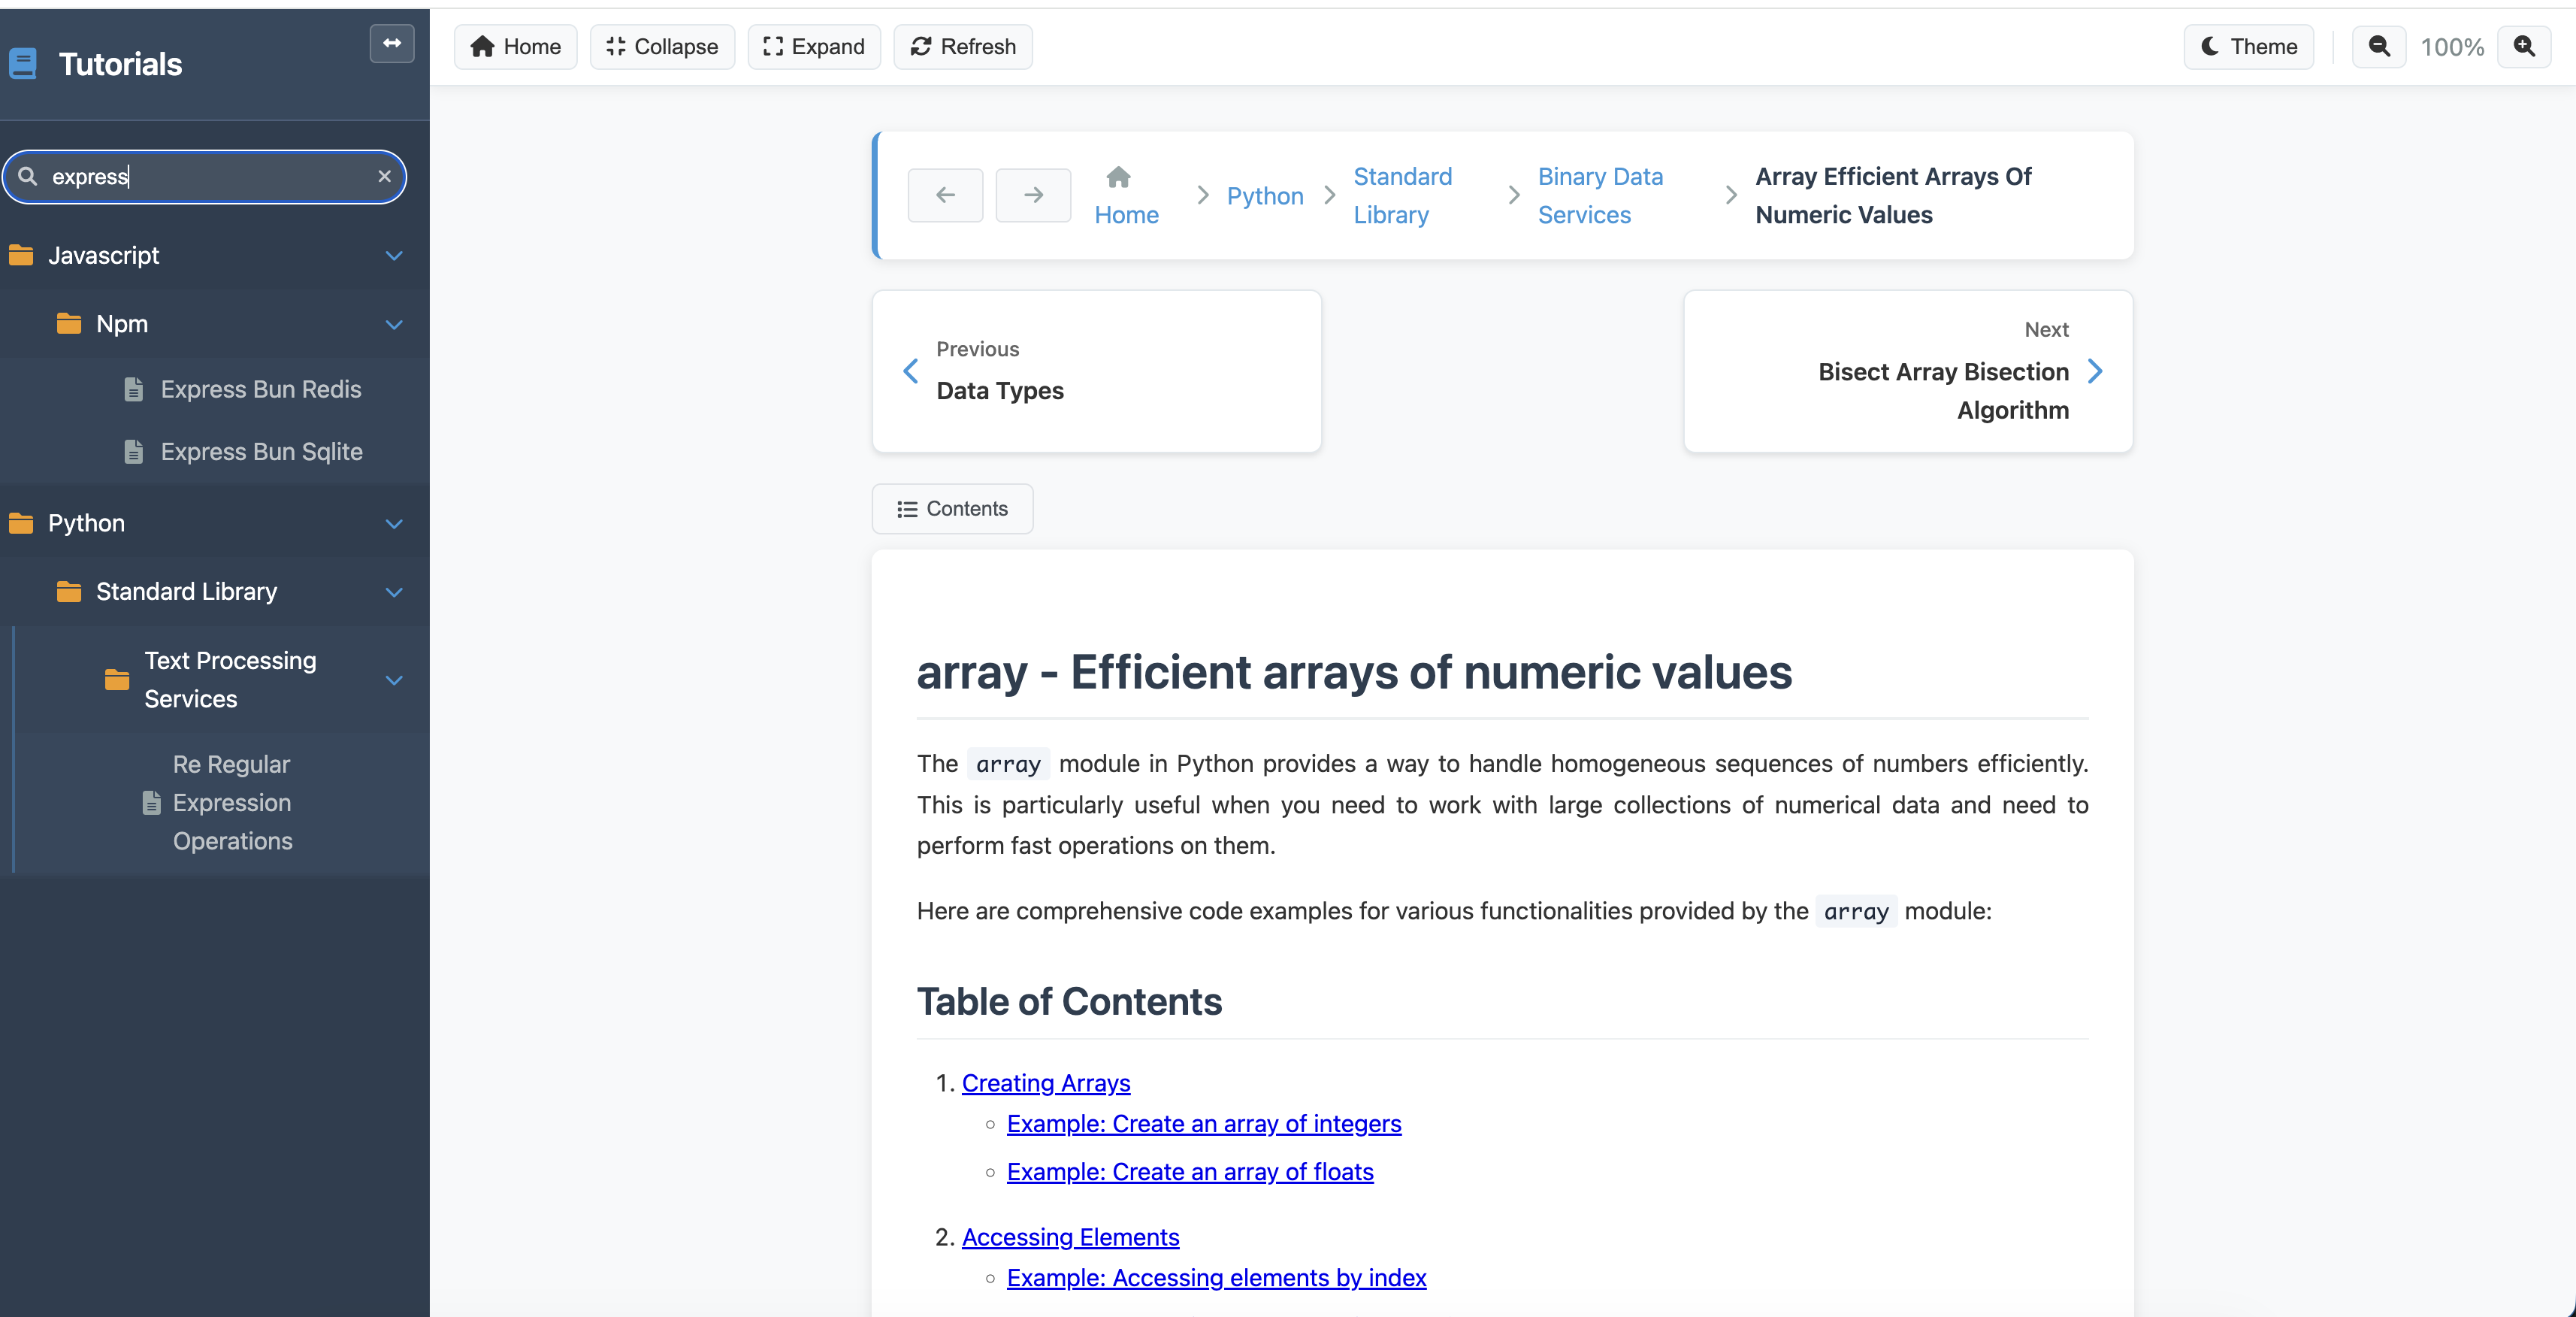 Tutorials
express
Javascript
Npm
Express Bun Redis
Express Bun Sqlite
Python
Standard Library
Text Processing
Services
Re Regular
Expression
Operations
Home
Collapse
Expand
Refresh
Theme
100%
Home
Python
Standard
Library
Binary Data
Services
Array Efficient Arrays Of
Numeric Values
Previous
Data Types
Next
Bisect Array Bisection
Algorithm
Contents
array - Efficient arrays of numeric values
The array module in Python provides a way to handle homogeneous sequences of numbers efficiently.
This is particularly useful when you need to work with large collections of numerical data and need to
perform fast operations on them.
Here are comprehensive code examples for various functionalities provided by the array module:
Table of Contents
1. Creating Arrays
Example: Create an array of integers
Example: Create an array of floats
2. Accessing Elements
Example: Accessing elements by index